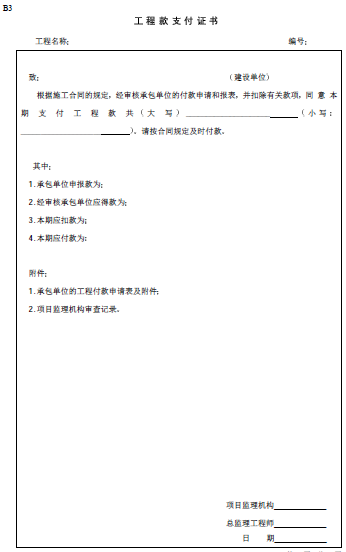 B3
工程款支付证书
工程名称： 编号：
致： （建设单位）
根据施工合同的规定，经审核承包单位的付款申请和报表，并扣除有关款项，同意本
期支付工程款共（大写）（小写：
）。请按合同规定及时付款。
其中：
1.承包单位申报款为：
2.经审核承包单位应得款为：
3.本期应扣款为：
4.本期应付款为：
附件：
1.承包单位的工程付款申请表及附件；
2.项目监理机构审查记录。
项目监理机构
总监理工程师
日 期